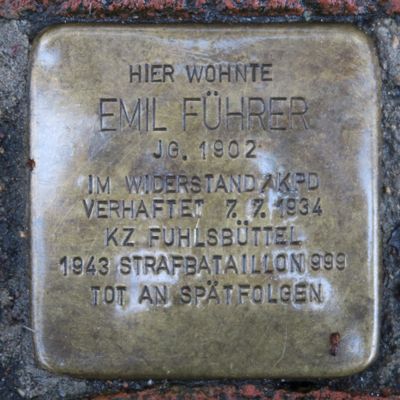 HIER WOHNTE
EMIL FÜHRER
JG. 1902
IM WIDERSTAND/KPD
VERHAFTET 7. 7. 1934
KZ FUHLSBÜTTEL
1943 STRAFBATAILLON 999
TOT AN SPÄTFOLGEN